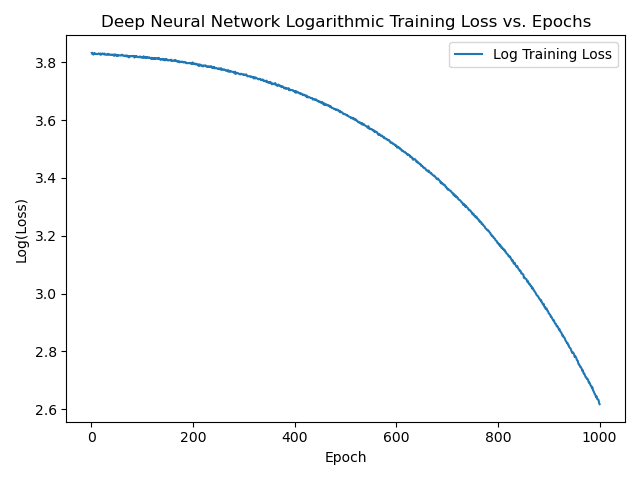 Deep Neural Network Logarithmic Training Loss vs. Epochs
Log Training Loss
3.8
3.6
3.4
3.2
3.0
2.8
2.6
Log(Loss)
0 200 400 600 800 1000
Epoch